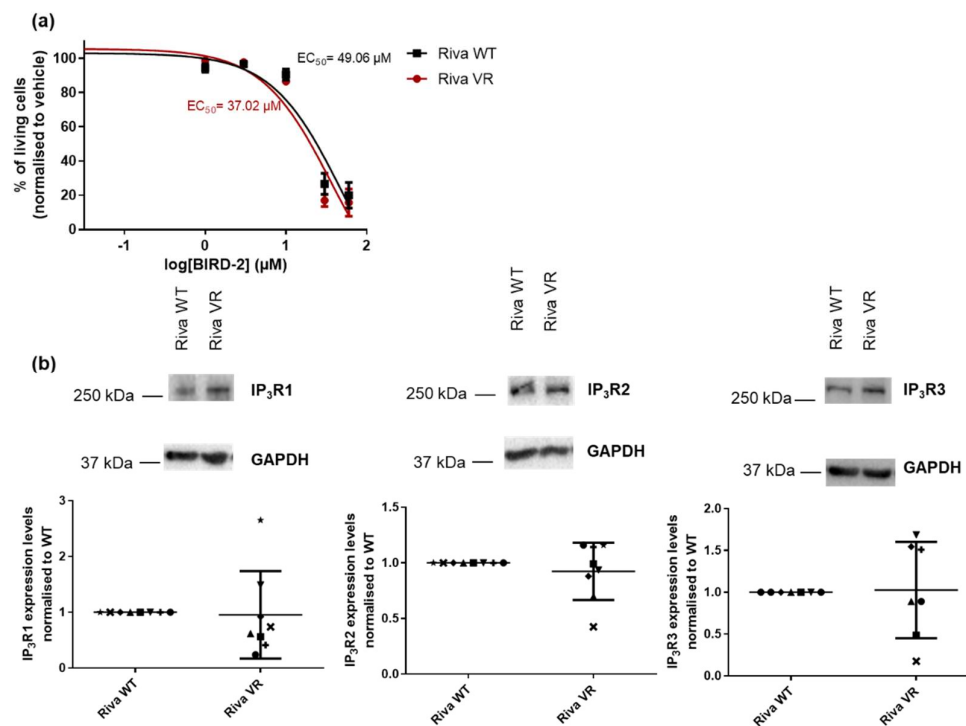 (a)
100
80
60
40
20
0
% of living cells
(normalised to vehicle)
-1
0
1
2
log[BIRD-2] (µM)
EC₅₀= 49.06 µM
EC₅₀= 37.02 µM
Riva WT
Riva VR
(b)
Riva WT
Riva VR
250 kDa
IP₃R1
37 kDa
GAPDH
3
2
1
0
IP₃R1 expression levels
normalised to WT
Riva WT
Riva VR
Riva WT
Riva VR
250 kDa
IP₃R2
37 kDa
GAPDH
1.5
1.0
0.5
0.0
IP₃R2 expression levels
normalised to WT
Riva WT
Riva VR
Riva WT
Riva VR
250 kDa
IP₃R3
37 kDa
GAPDH
2.0
1.5
1.0
0.5
0.0
IP₃R3 expression levels
normalised to WT
Riva WT
Riva VR